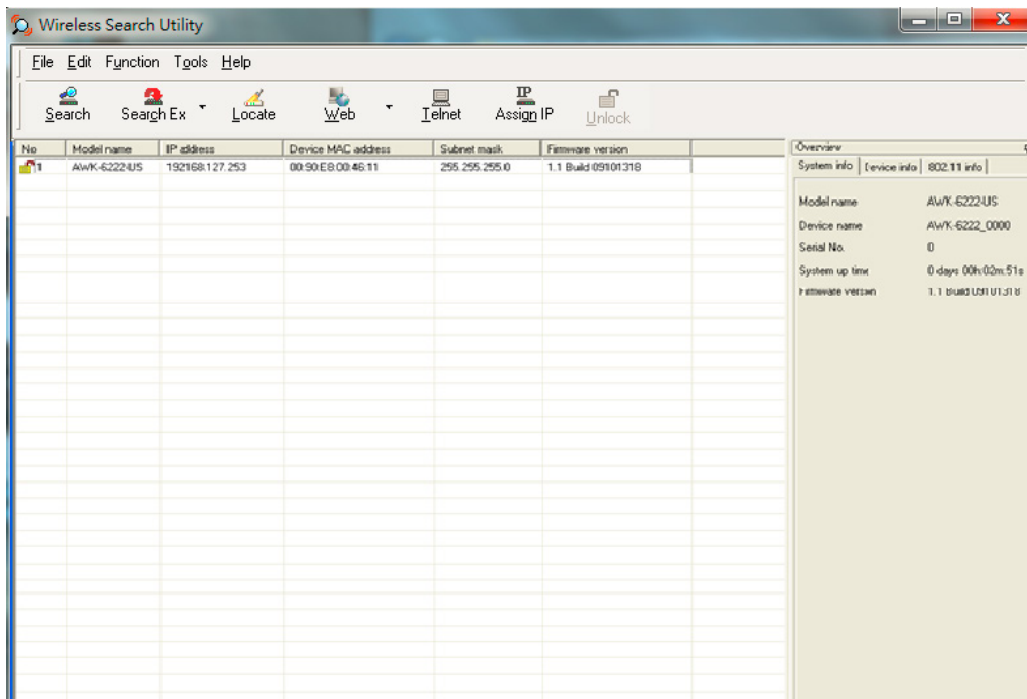 Wireless Search Utility
File Edit Function Tools Help
Search Search Ex Locate Web Telnet Assign IP Unlock
No Model name IP address Device MAC address Subnet mask Firmware version
1 AWK-6222-US 192.168.127.253 00:90:E8:00:46:11 255.255.255.0 1.1 Build 09101318
Overview
System info Device info 802.11 info
Model name AWK-6222-US
Device name AWK-6222_0000
Serial No. 0
System up time 0 days 00h:02m:51s
Firmware version 1.1 Build 09101318